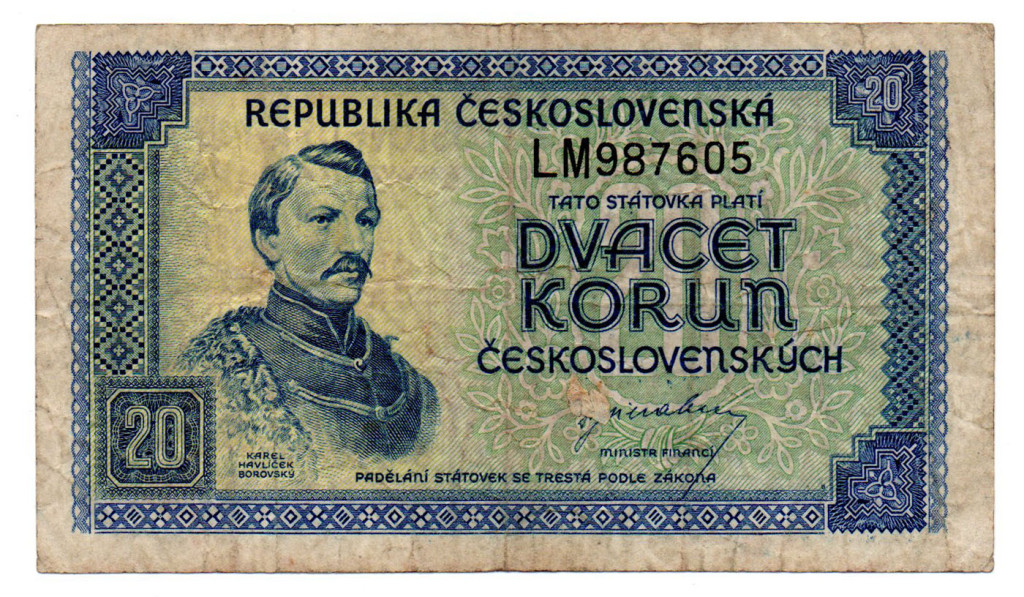 20
REPUBLIKA ČESKOSLOVENSKÁ
LM987605
TATO STÁTOVKA PLATÍ
DVACET
KORUN
ČESKOSLOVENSKÝCH
MINISTR FINANCÍ
20
KAREL
HAVLÍČEK
BOROVSKÝ
PADĚLÁNÍ STÁTOVEK SE TRESTÁ PODLE ZÁKONA